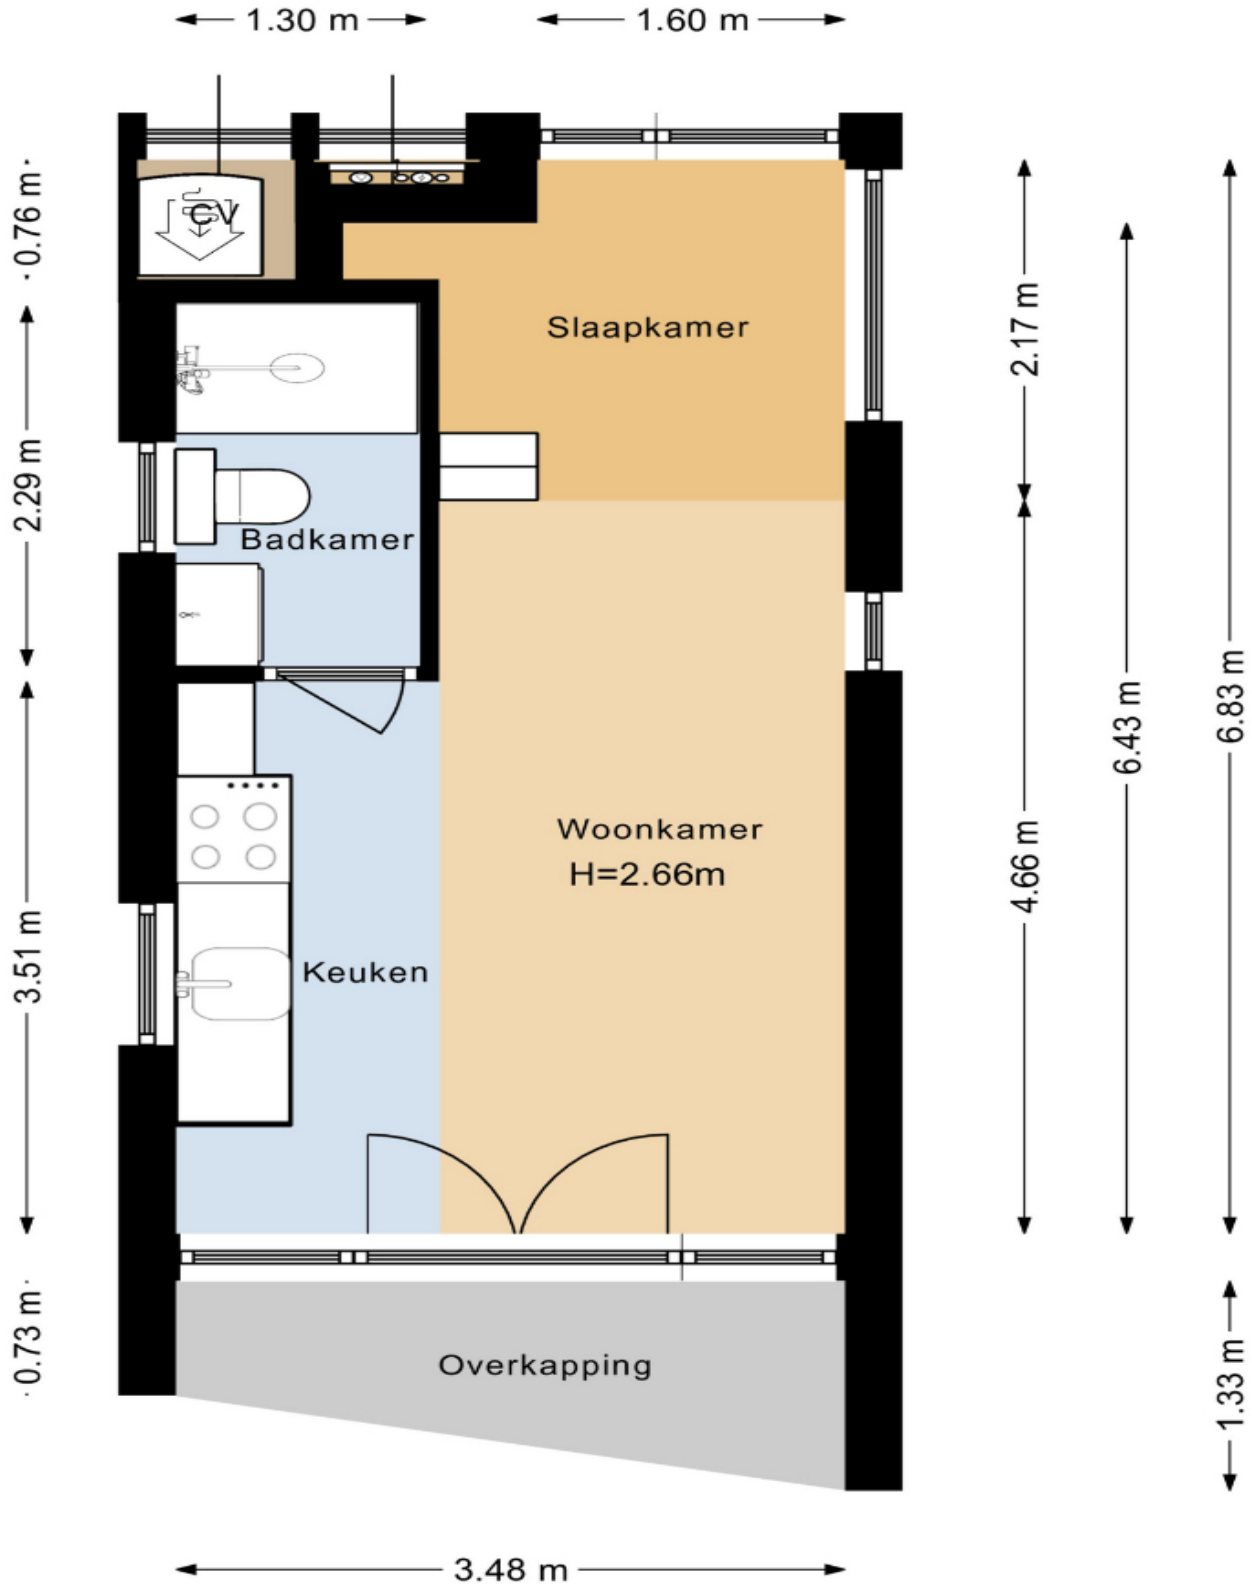 1.30 m
1.60 m
0.76 m
CV
2.17 m
Slaapkamer
2.29 m
Badkamer
6.43 m
6.83 m
Woonkamer
H=2.66m
4.66 m
3.51 m
Keuken
0.73 m
Overkapping
1.33 m
3.48 m